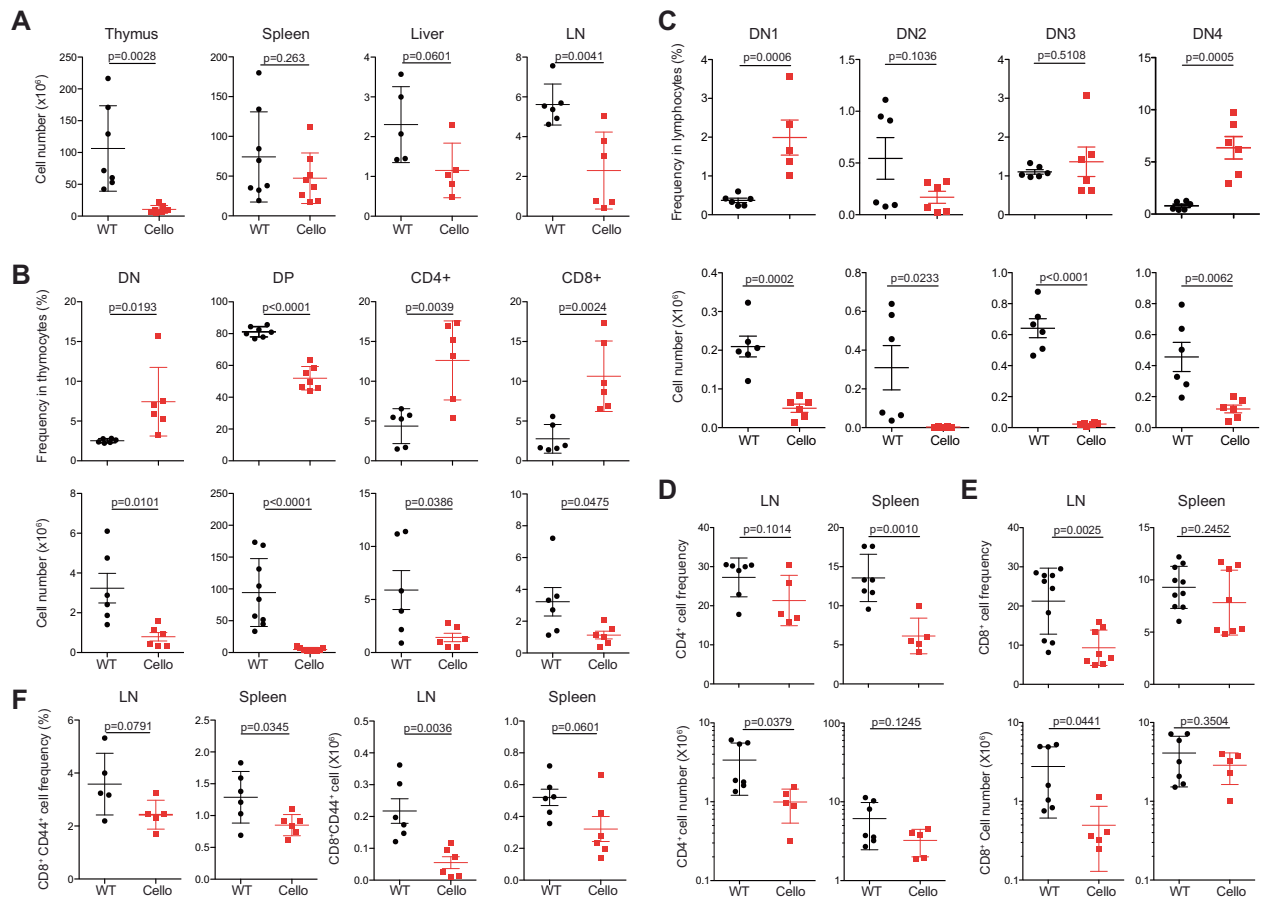 A
Thymus Spleen Liver LN
p=0.0028 p=0.263 p=0.0601 p=0.0041
Cell number (x10⁶)
250 200 150 100 50 0
250 200 150 100 50 0
4 3 2 1 0
8 6 4 2 0
WT Cello WT Cello WT Cello WT Cello
B
DN DP CD4+ CD8+
p=0.0193 p<0.0001 p=0.0039 p=0.0024
Frequency in thymocytes (%)
20 15 10 5 0
100 80 60 40 20 0
20 15 10 5 0
20 15 10 5 0
p=0.0101 p<0.0001 p=0.0386 p=0.0475
Cell number (x10⁶)
8 6 4 2 0
250 200 150 100 50 0
15 10 5 0
10 8 6 4 2 0
WT Cello WT Cello WT Cello WT Cello
C
DN1 DN2 DN3 DN4
p=0.0006 p=0.1036 p=0.5108 p=0.0005
Frequency in lymphocytes (%)
4 3 2 1 0
1.5 1.0 0.5 0.0
4 3 2 1 0
15 10 5 0
p=0.0002 p=0.0233 p<0.0001 p=0.0062
Cell number (X10⁶)
0.4 0.3 0.2 0.1 0.0
0.8 0.6 0.4 0.2 0.0
1.0 0.8 0.6 0.4 0.2 0.0
1.0 0.8 0.6 0.4 0.2 0.0
WT Cello WT Cello WT Cello WT Cello
D
LN Spleen
p=0.1014 p=0.0010
CD4⁺ cell frequency
40 30 20 10 0
20 15 10 5 0
p=0.0379 p=0.1245
CD4⁺ cell number (X10⁶)
10 1 0.1
100 10 1
WT Cello WT Cello
E
LN Spleen
p=0.0025 p=0.2452
CD8⁺ cell frequency
40 30 20 10 0
15 10 5 0
p=0.0441 p=0.3504
CD8⁺ Cell number (X10⁶)
10 1 0.1
10 1 0.1
WT Cello WT Cello
F
LN Spleen LN Spleen
p=0.0791 p=0.0345 p=0.0036 p=0.0601
CD8⁺ CD44⁺ cell frequency (%)
6 4 2 0
2.5 2.0 1.5 1.0 0.5 0.0
CD8⁺CD44⁺ cell (X10⁶)
0.5 0.4 0.3 0.2 0.1 0.0
1.0 0.8 0.6 0.4 0.2 0.0
WT Cello WT Cello WT Cello WT Cello